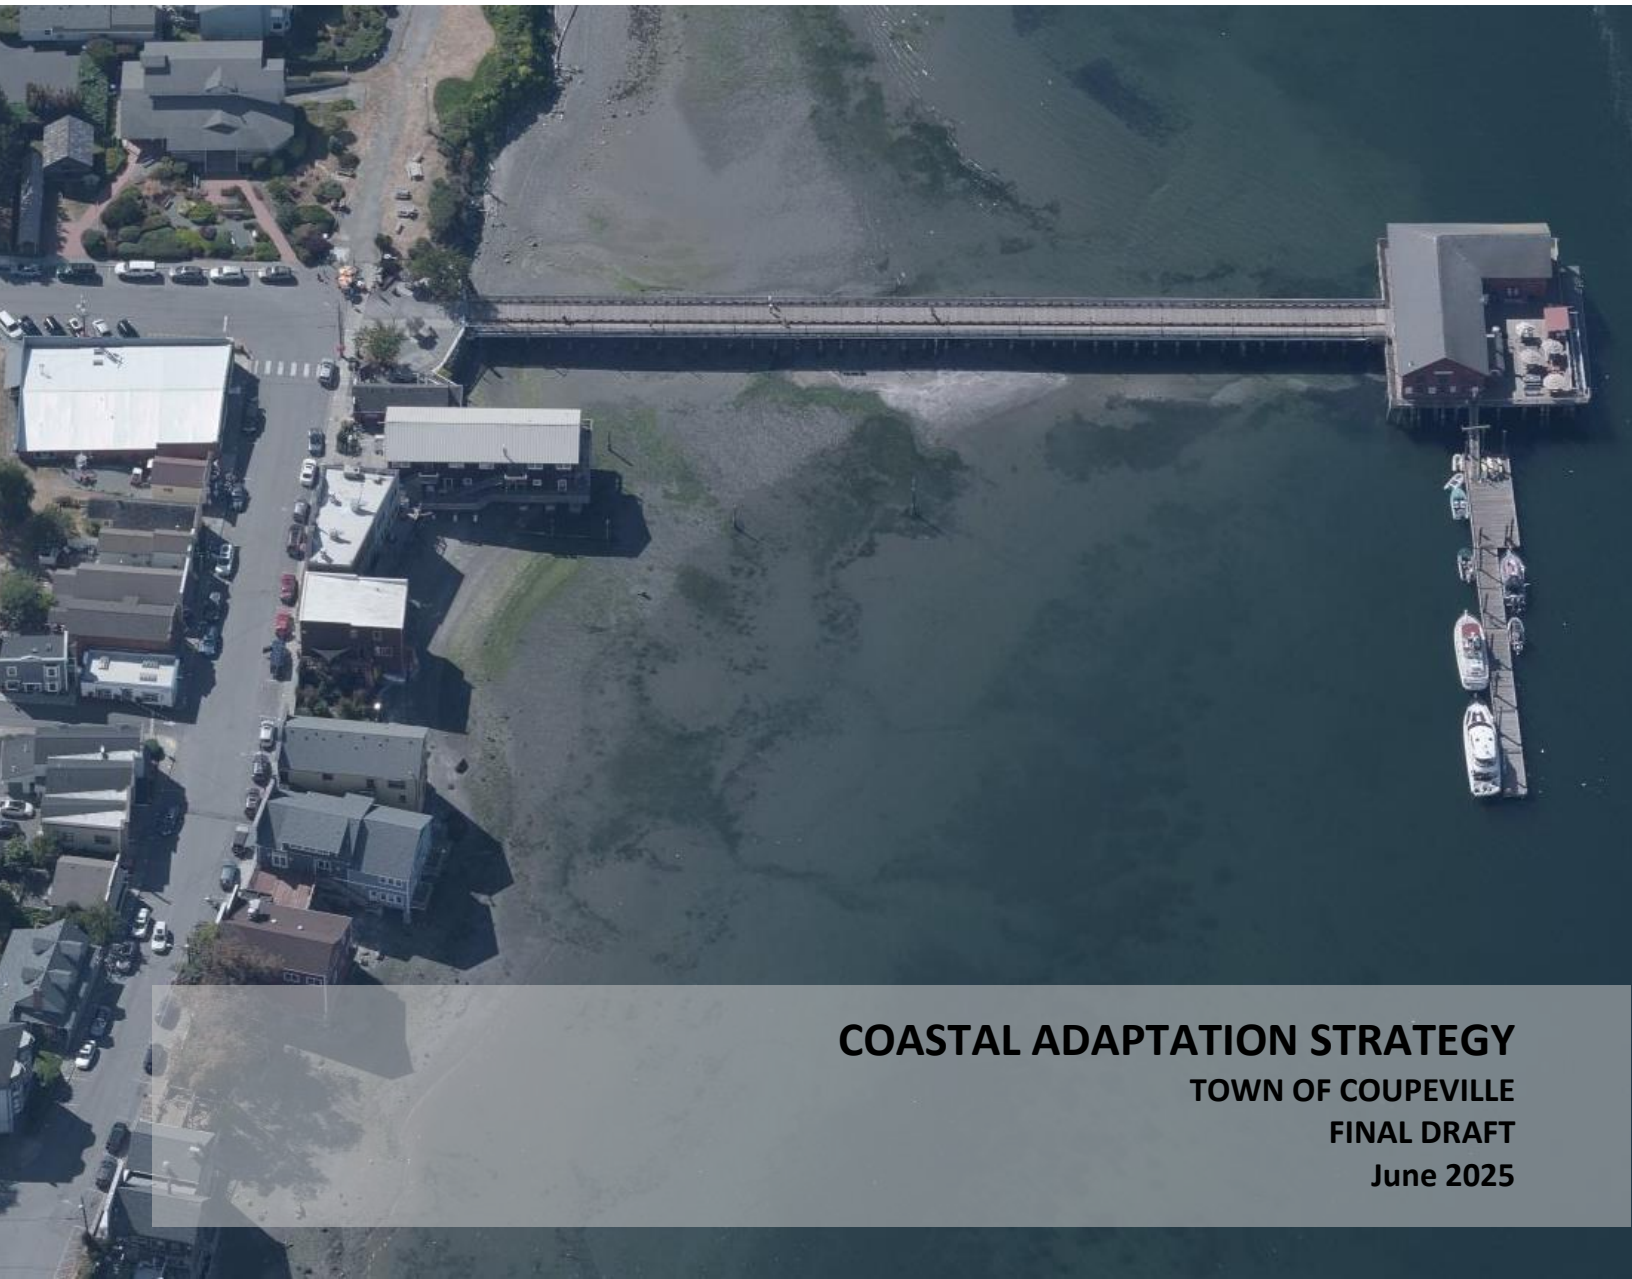 COASTAL ADAPTATION STRATEGY
TOWN OF COUPEVILLE
FINAL DRAFT
June 2025